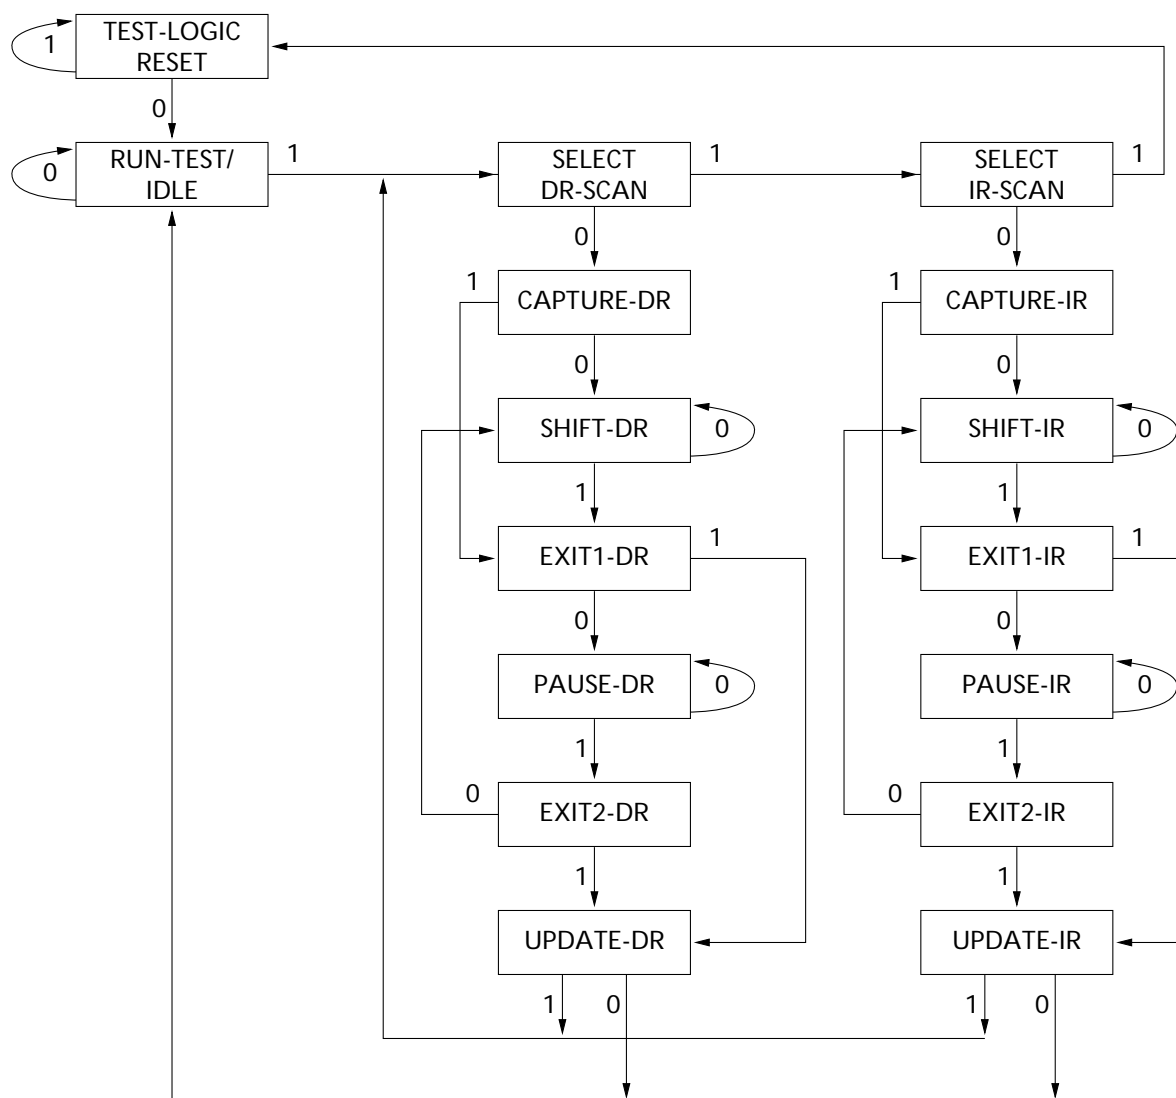 TEST-LOGIC
RESET
1
0
RUN-TEST/
IDLE
0
1
SELECT
DR-SCAN
1
SELECT
IR-SCAN
1
0
0
1
CAPTURE-DR
1
CAPTURE-IR
0
0
SHIFT-DR
0
SHIFT-IR
0
1
1
EXIT1-DR
1
EXIT1-IR
1
0
0
PAUSE-DR
0
PAUSE-IR
0
1
1
0
EXIT2-DR
0
EXIT2-IR
1
1
UPDATE-DR
UPDATE-IR
1
0
1
0